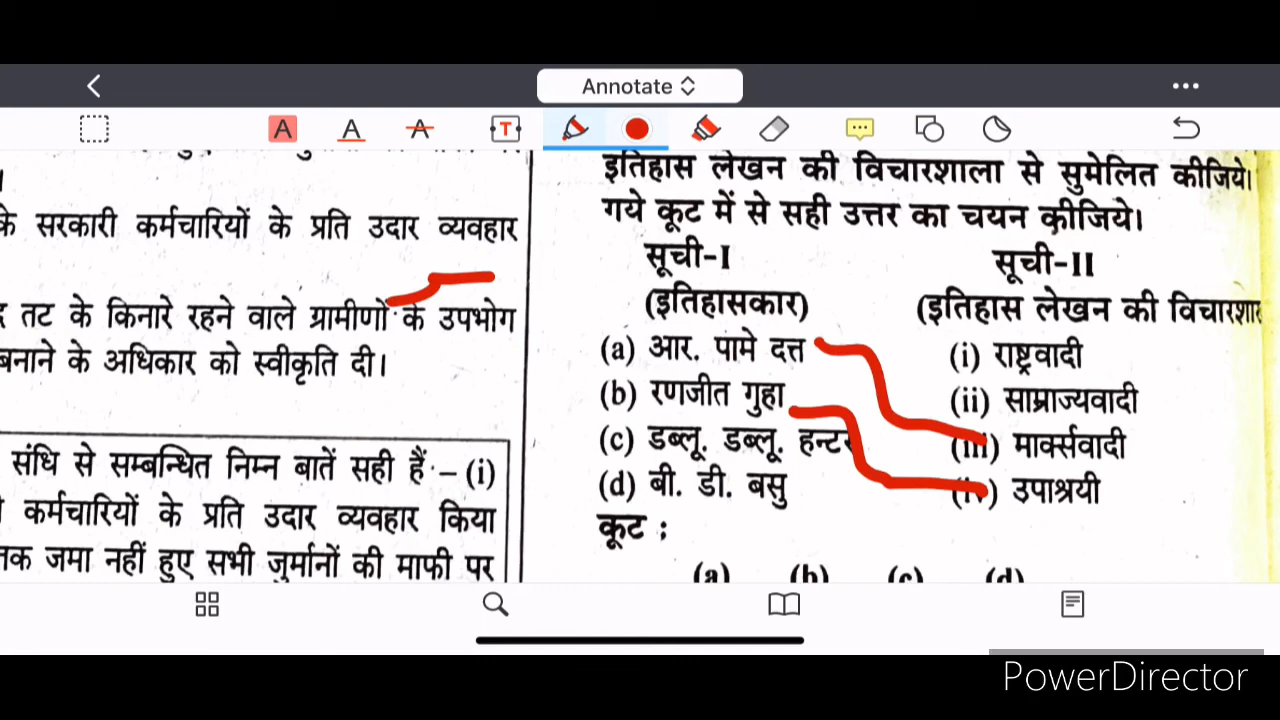 Annotate
A A A T
के सरकारी कर्मचारियों के प्रति उदार व्यवहार
तट के किनारे रहने वाले ग्रामीणों के उपभोग
बनाने के अधिकार को स्वीकृति दी।
संधि से सम्बन्धित निम्न बातें सही हैं - (i)
कर्मचारियों के प्रति उदार व्यवहार किया
तक जमा नहीं हुए सभी जुर्मानों की माफी पर
इतिहास लेखन की विचारशाला से सुमेलित कीजिये।
गये कूट में से सही उत्तर का चयन कीजिये।
सूची-I सूची-II
(इतिहासकार) (इतिहास लेखन की विचारशा
(a) आर. पामे दत्त (i) राष्ट्रवादी
(b) रणजीत गुहा (ii) साम्राज्यवादी
(c) डब्लू. डब्लू. हन्टर (iii) मार्क्सवादी
(d) बी. डी. बसु (iv) उपाश्रयी
कूट :
(a) (b) (c) (d)
PowerDirector